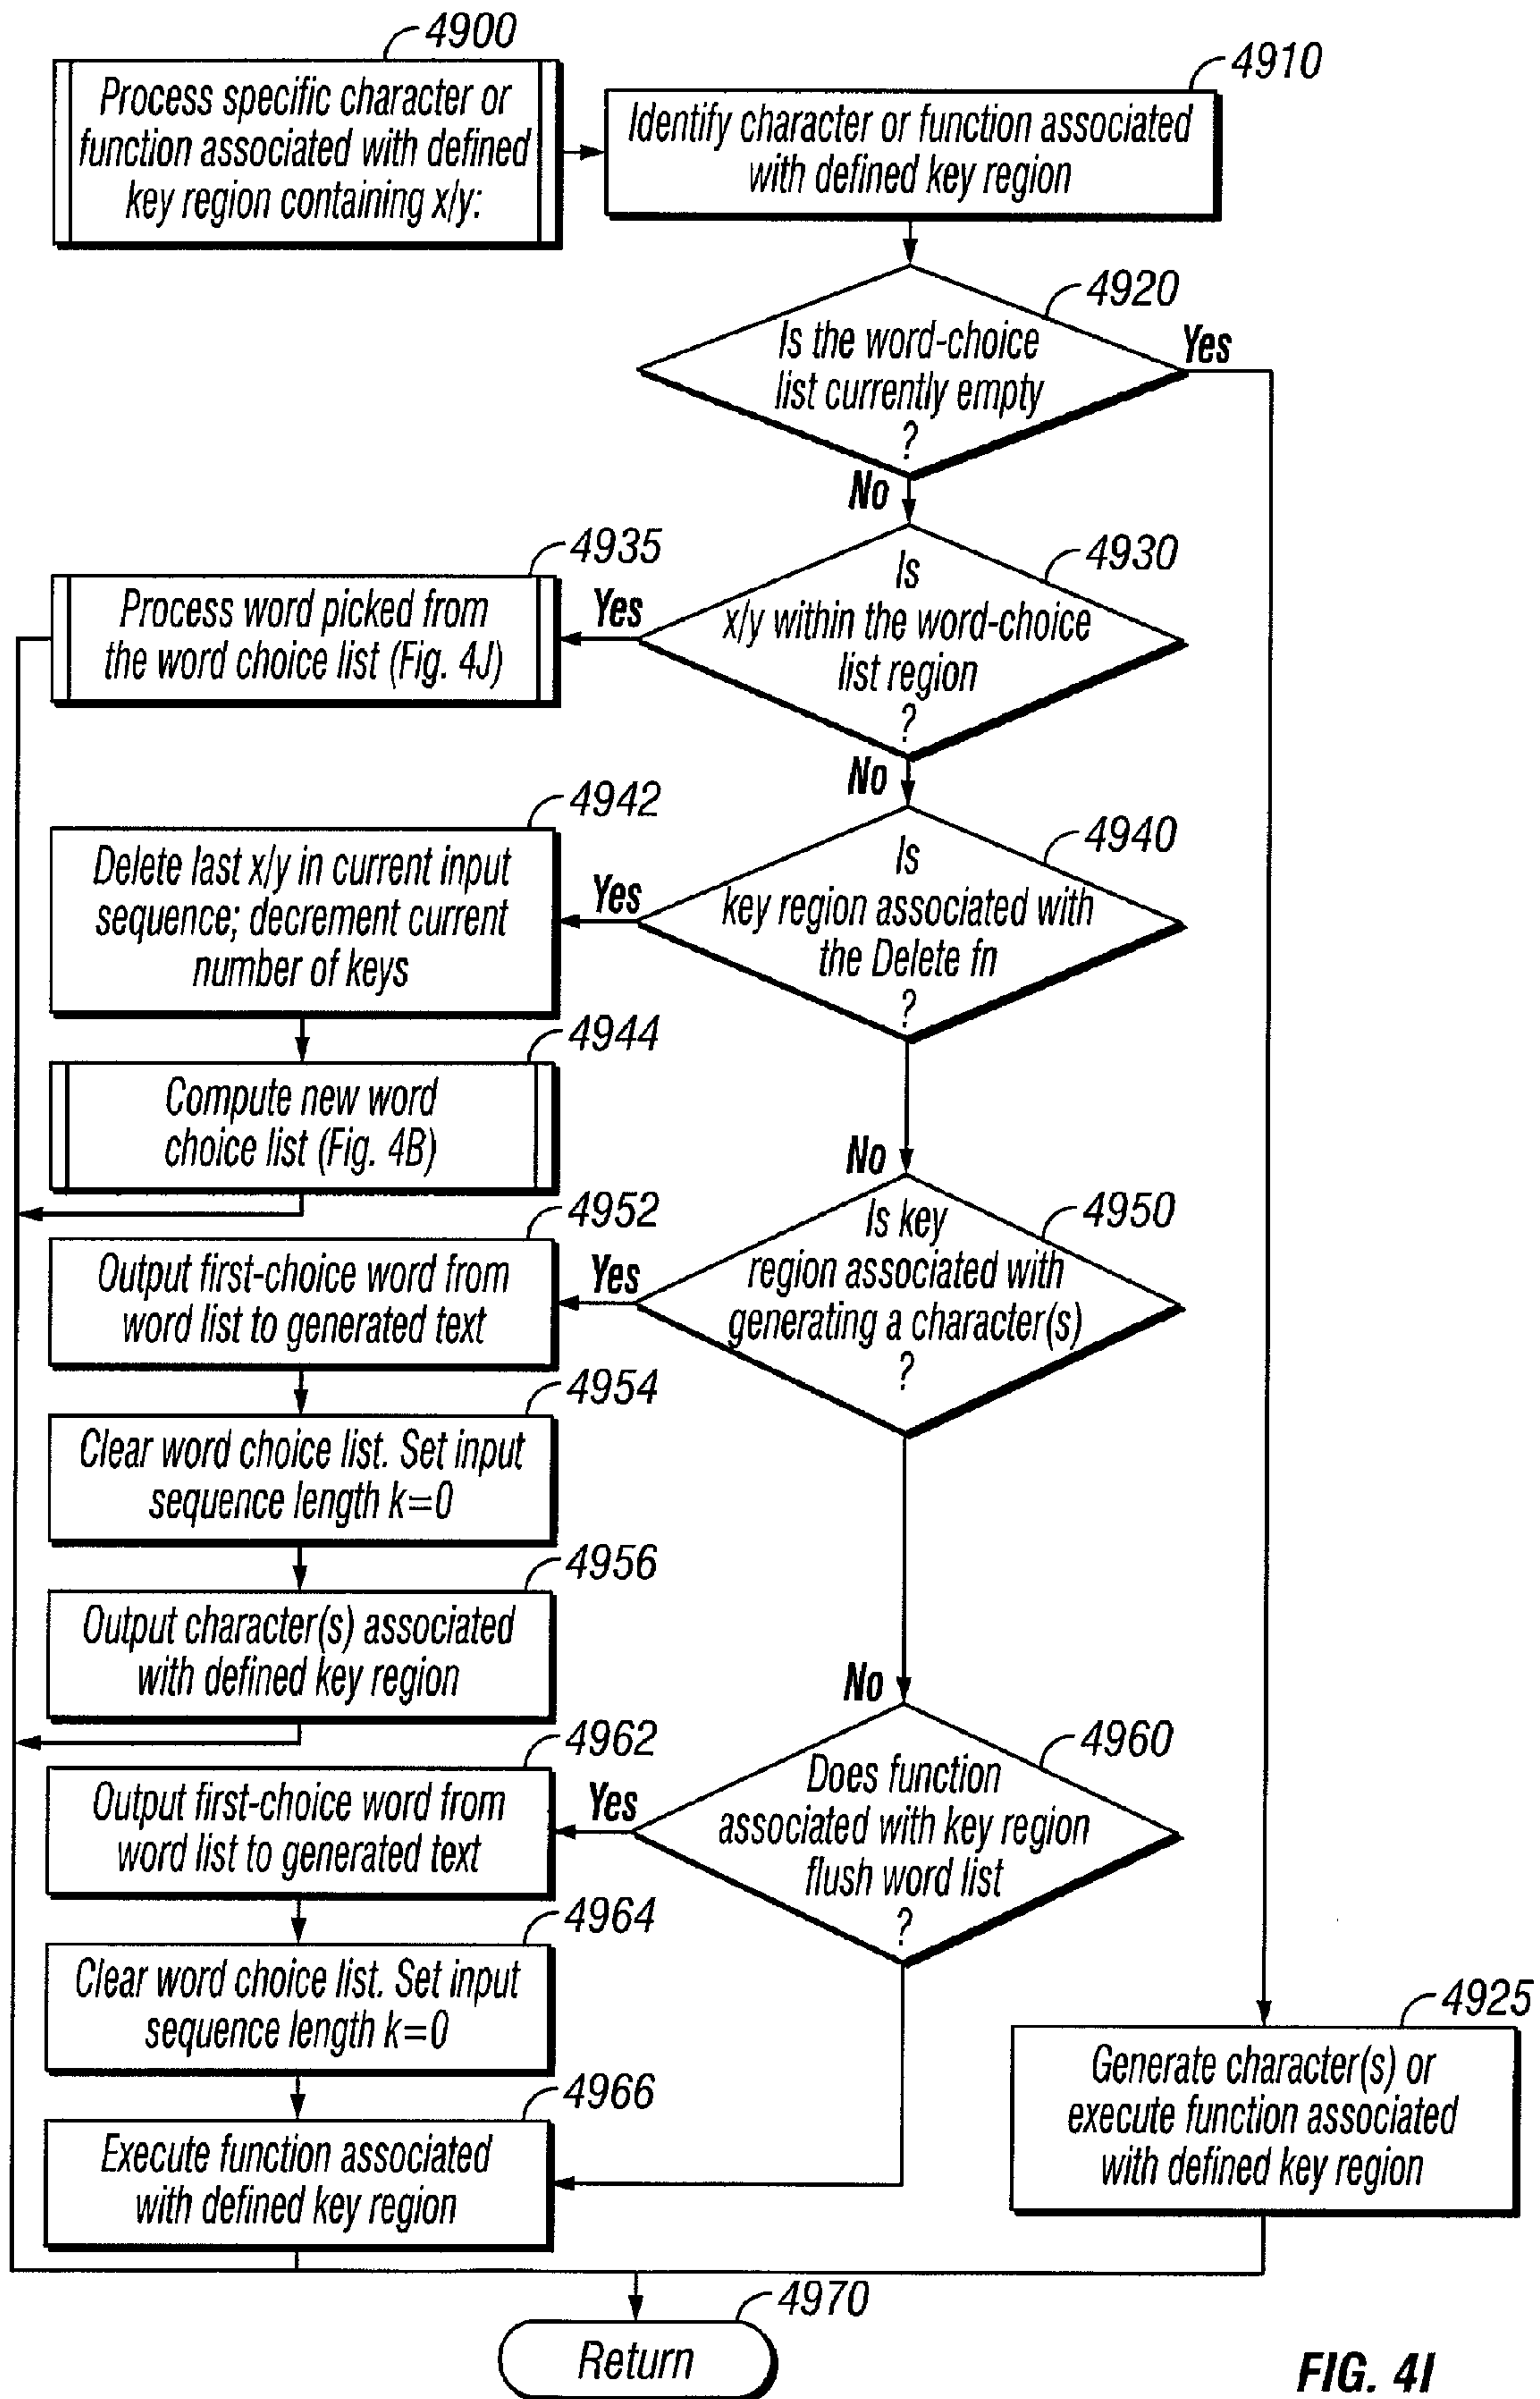 4900
Process specific character or
function associated with defined
key region containing x/y:
4910
Identify character or function associated
with defined key region
4920
Is the word-choice
list currently empty
?
Yes
No
4930
Is
x/y within the word-choice
list region
?
Yes
No
4935
Process word picked from
the word choice list (Fig. 4J)
4940
Is
key region associated with
the Delete fn
?
Yes
No
4942
Delete last x/y in current input
sequence; decrement current
number of keys
4944
Compute new word
choice list (Fig. 4B)
4950
Is key
region associated with
generating a character(s)
?
Yes
No
4952
Output first-choice word from
word list to generated text
4954
Clear word choice list. Set input
sequence length k=0
4956
Output character(s) associated
with defined key region
4960
Does function
associated with key region
flush word list
?
Yes
4962
Output first-choice word from
word list to generated text
4964
Clear word choice list. Set input
sequence length k=0
4966
Execute function associated
with defined key region
4925
Generate character(s) or
execute function associated
with defined key region
4970
Return
FIG. 4I